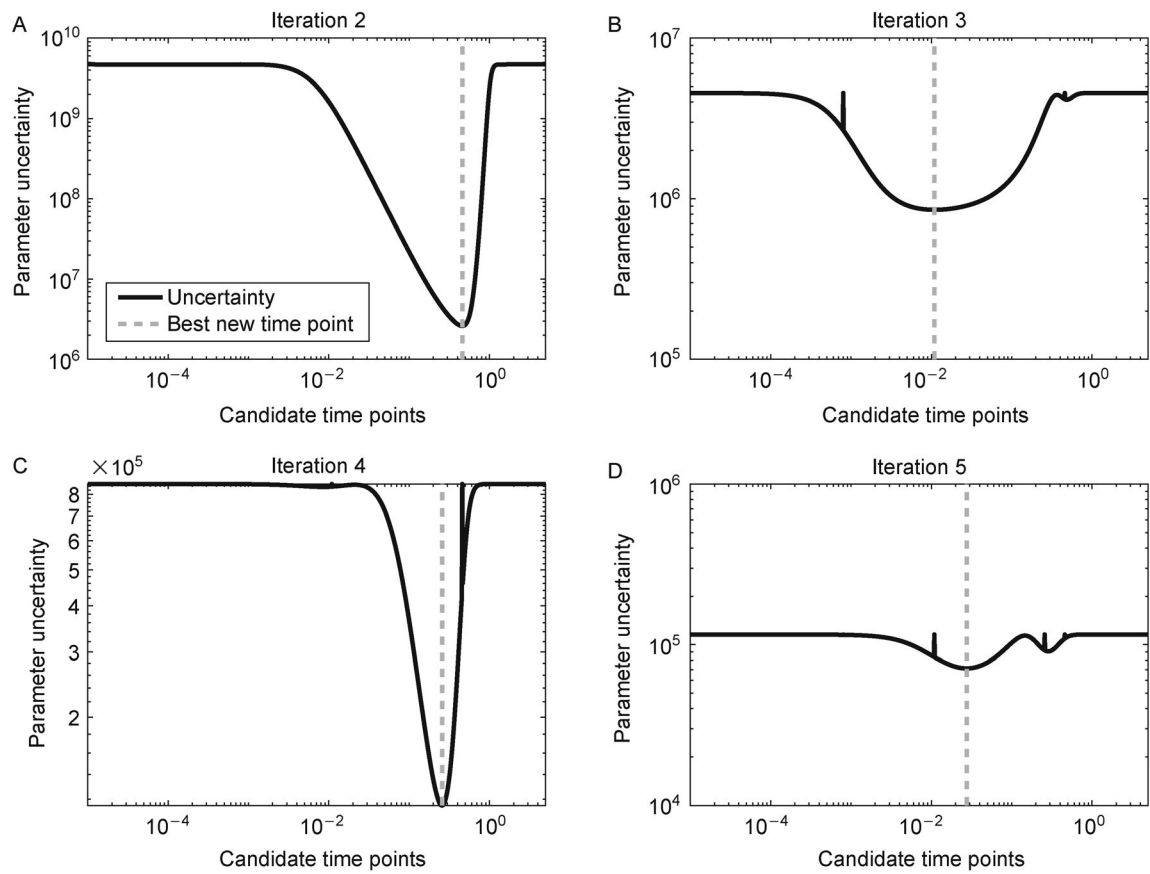 A
Iteration 2
10^10
10^9
10^8
10^7
10^6
Parameter uncertainty
Uncertainty
Best new time point
10^-4
10^-2
10^0
Candidate time points
B
Iteration 3
10^7
10^6
10^5
Parameter uncertainty
10^-4
10^-2
10^0
Candidate time points
C
×10^5
Iteration 4
8
7
6
5
4
3
2
Parameter uncertainty
10^-4
10^-2
10^0
Candidate time points
D
Iteration 5
10^6
10^5
10^4
Parameter uncertainty
10^-4
10^-2
10^0
Candidate time points